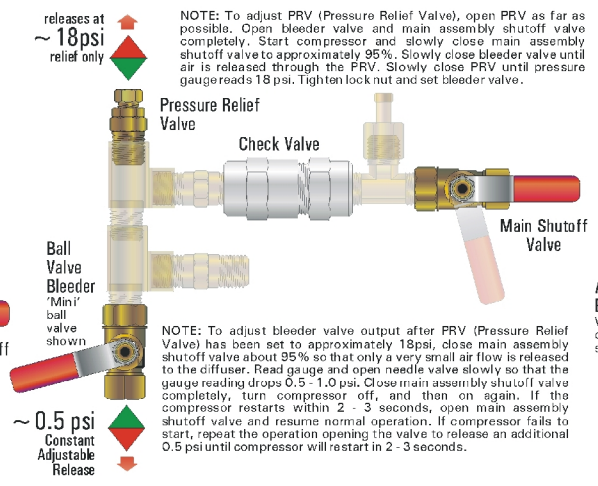 releases at
~ 18psi
relief only
NOTE: To adjust PRV (Pressure Relief Valve), open PRV as far as
possible. Open bleeder valve and main assembly shutoff valve
completely. Start compressor and slowly close main assembly
shutoff valve to approximately 95%. Slowly close bleeder valve until
air is released through the PRV. Slowly close PRV until pressure
gauge reads 18 psi. Tighten lock nut and set bleeder valve.
Pressure Relief
Valve
Check Valve
Main Shutoff
Valve
Ball
Valve
Bleeder
'Mini'
ball
valve
shown
NOTE: To adjust bleeder valve output after PRV (Pressure Relief
Valve) has been set to approximately 18psi, close main assembly
shutoff valve about 95% so that only a very small air flow is released
to the diffuser. Read gauge and open needle valve slowly so that the
gauge reading drops 0.5 - 1.0 psi. Close main assembly shutoff valve
completely, turn compressor off, and then on again. If the
compressor restarts within 2 - 3 seconds, open main assembly
shutoff valve and resume normal operation. If compressor fails to
start, repeat the operation opening the valve to release an additional
0.5 psi until compressor will restart in 2 - 3 seconds.
~ 0.5 psi
Constant
Adjustable
Release